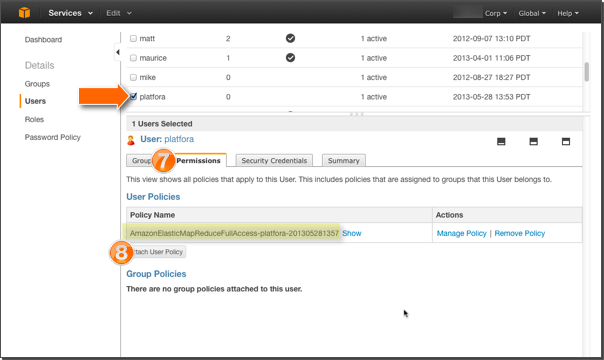 Services Edit Corp Global Help
Dashboard
Details
Groups
Users
Roles
Password Policy
matt 2 1 active 2012-09-07 13:10 PDT
maurice 1 active 2013-04-01 11:06 PDT
mike 0 1 active 2012-08-27 18:27 PDT
platfora 0 1 active 2013-05-28 13:53 PDT
1 Users Selected
User: platfora
7 Permissions Security Credentials Summary
This view shows all policies that apply to this User. This includes policies that are assigned to groups that this User belongs to.
User Policies
Policy Name Actions
AmazonElasticMapReduceFullAccess-platfora-201305281357 Show Manage Policy | Remove Policy
8 ttach User Policy
Group Policies
There are no group policies attached to this user.